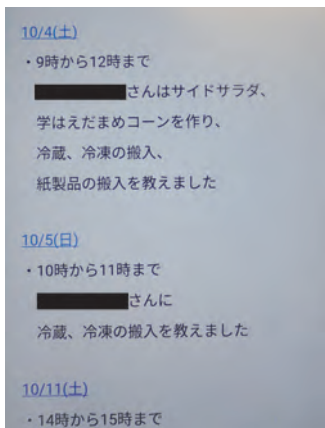 10/4(土)
・9時から12時まで
さんはサイドサラダ、
学はえだまめコーンを作り、
冷蔵、冷凍の搬入、
紙製品の搬入を教えました
10/5(日)
・10時から11時まで
さんに
冷蔵、冷凍の搬入を教えました
10/11(土)
・14時から15時まで